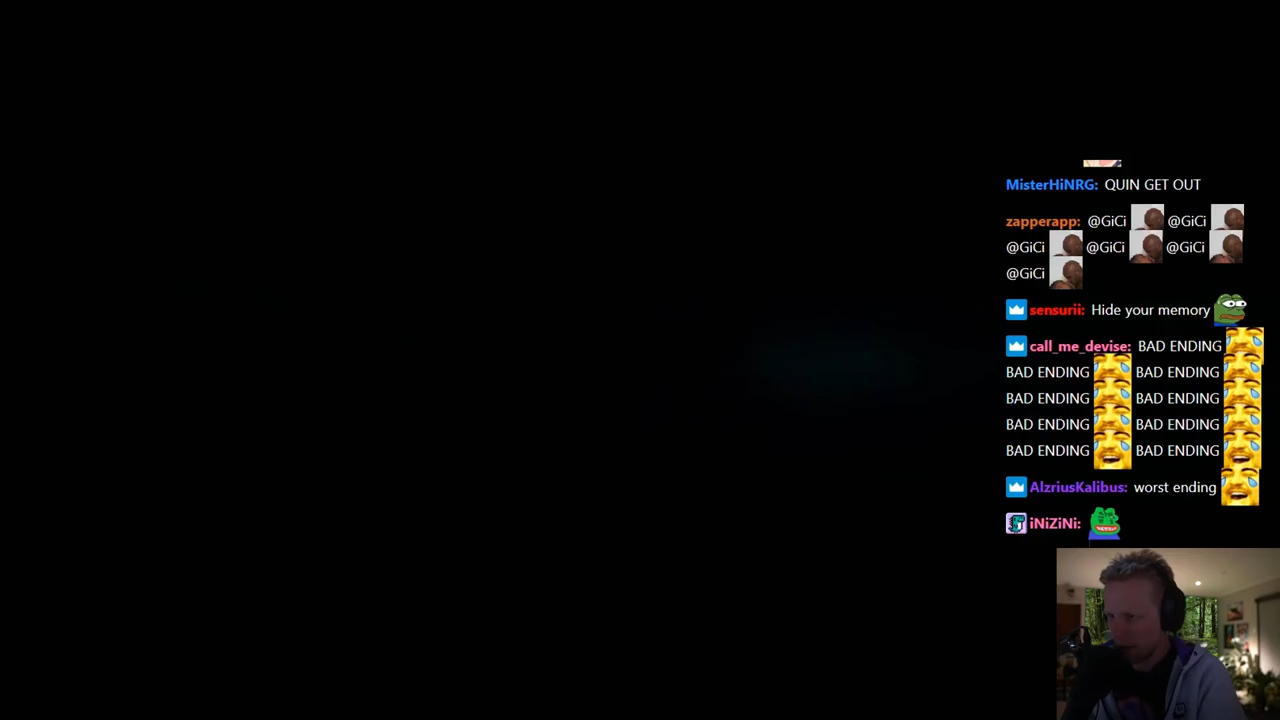 MisterHiNRG: QUIN GET OUT
zapperapp: @GiCi @GiCi
@GiCi @GiCi @GiCi
@GiCi
sensurii: Hide your memory
call_me_devise: BAD ENDING
BAD ENDING BAD ENDING
BAD ENDING BAD ENDING
BAD ENDING BAD ENDING
BAD ENDING BAD ENDING
AlzriusKalibus: worst ending
iNiZiNi: